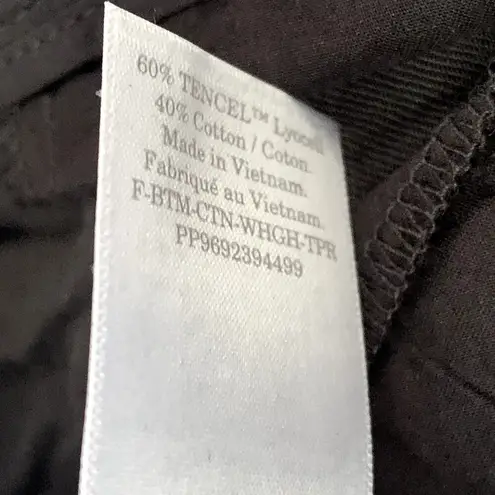 60% TENCEL™ Lyocell
40% Cotton / Coton.
Made in Vietnam.
Fabriqué au Vietnam.
F-BTM-CTN-WHGH-TPR
PP9692394499